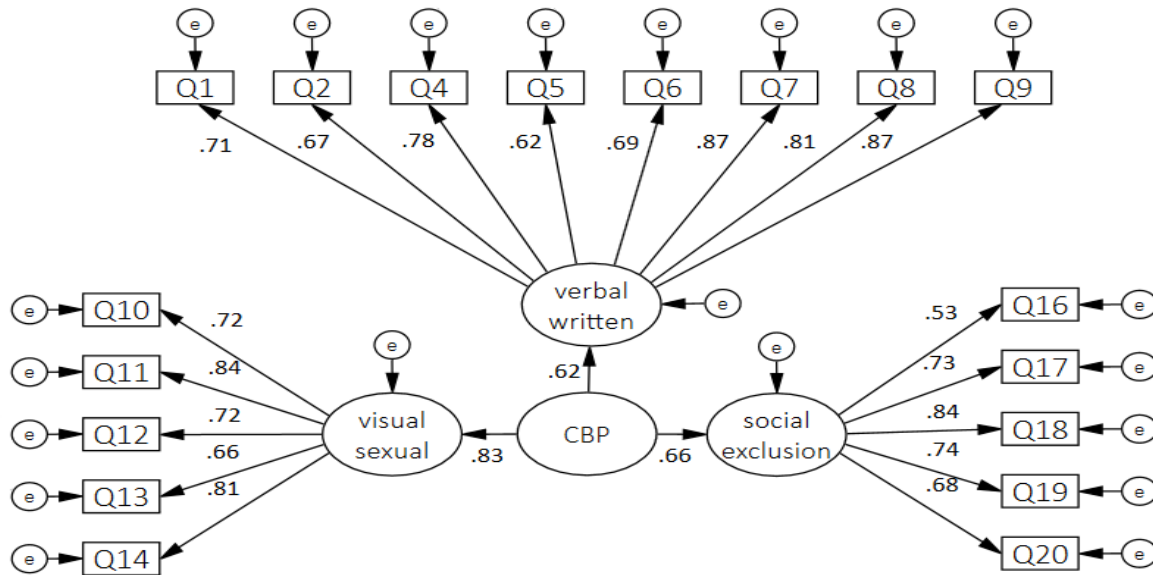 e e e e e e e e
Q1 Q2 Q4 Q5 Q6 Q7 Q8 Q9
.71 .67 .78 .62 .69 .87 .81 .87
verbal
written
e
.62
e Q10
e Q11
e Q12
e Q13
e Q14
.72
.84
.72
.66
.81
e
visual
sexual
.83
CBP
.66
e
social
exclusion
.53
.73
.84
.74
.68
Q16 e
Q17 e
Q18 e
Q19 e
Q20 e